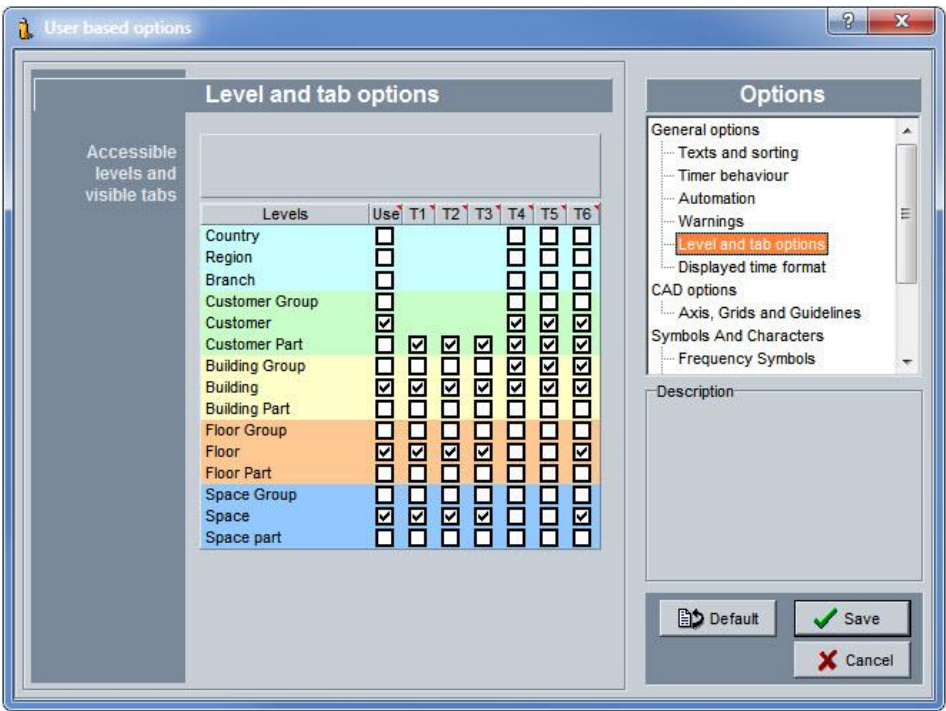 User based options
Level and tab options
Accessible
levels and
visible tabs
Levels Use T1 T2 T3 T4 T5 T6
Country
Region
Branch
Customer Group
Customer
Customer Part
Building Group
Building
Building Part
Floor Group
Floor
Floor Part
Space Group
Space
Space part
Options
General options
Texts and sorting
Timer behaviour
Automation
Warnings
Level and tab options
Displayed time format
CAD options
Axis, Grids and Guidelines
Symbols And Characters
Frequency Symbols
Description
Default
Save
Cancel